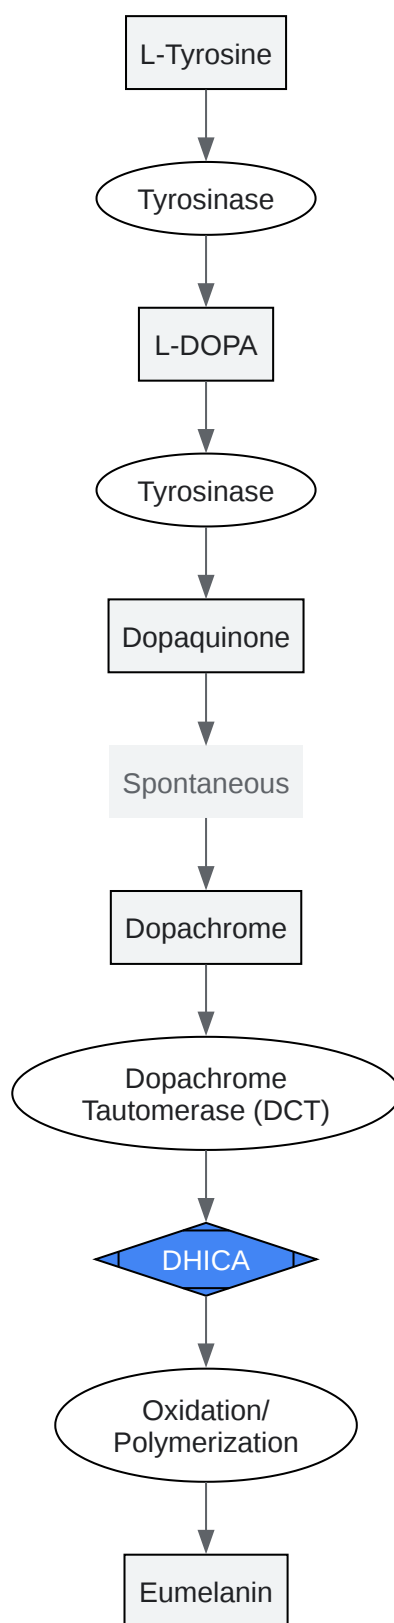 L-Tyrosine
Tyrosinase
L-DOPA
Tyrosinase
Dopaquinone
Spontaneous
Dopachrome
Dopachrome
Tautomerase (DCT)
DHICA
Oxidation/
Polymerization
Eumelanin